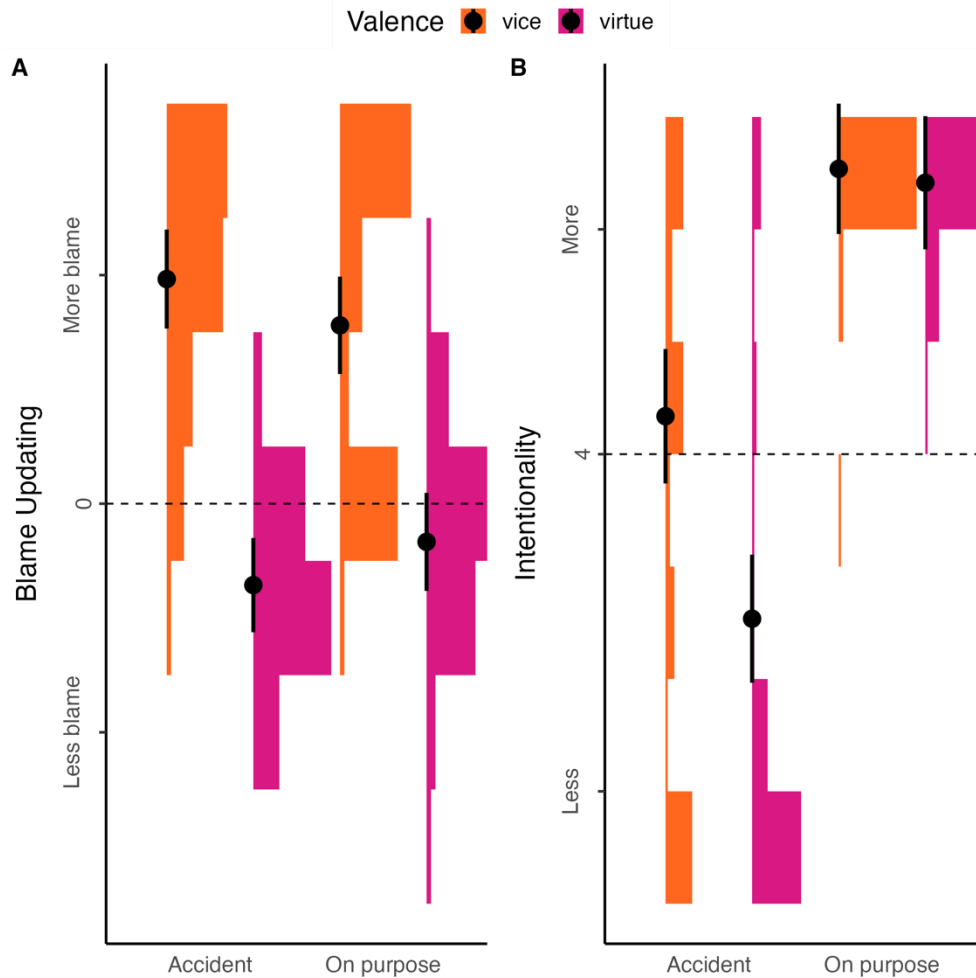 Valence vice virtue
A
Blame Updating
More blame
0
Less blame
Accident On purpose
B
Intentionality
More
4
Less
Accident On purpose